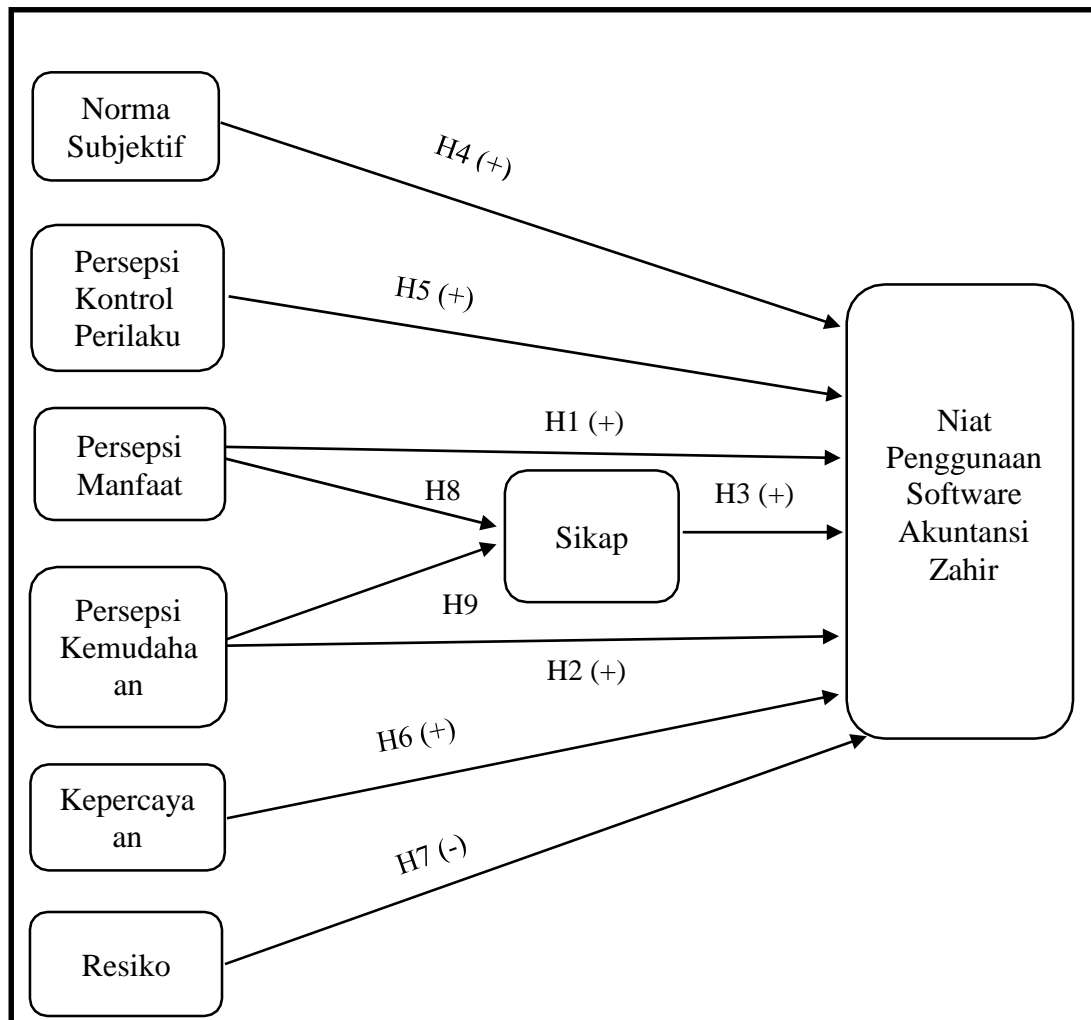 Norma
Subjektif
H4 (+)
Persepsi
Kontrol
Perilaku
H5 (+)
Persepsi
Manfaat
H1 (+)
H8
Sikap
H3 (+)
Niat
Penggunaan
Software
Akuntansi
Zahir
Persepsi
Kemudaha
an
H9
H2 (+)
H6 (+)
Kepercaya
an
H7 (-)
Resiko